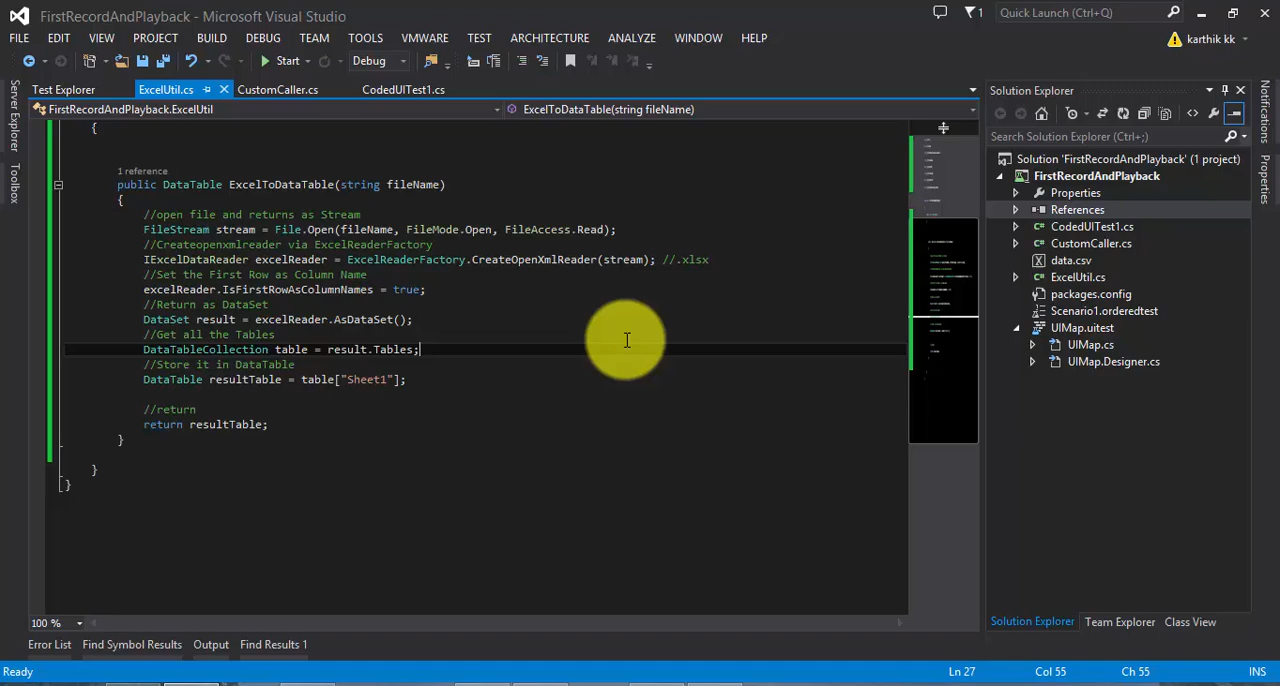 FirstRecordAndPlayback - Microsoft Visual Studio
Quick Launch (Ctrl+Q)
1
FILE EDIT VIEW PROJECT BUILD DEBUG TEAM TOOLS VMWARE TEST ARCHITECTURE ANALYZE WINDOW HELP
karthik kk
Start
Debug
Test Explorer
ExcelUtil.cs
CustomCaller.cs
CodedUITest1.cs
FirstRecordAndPlayback.ExcelUtil
ExcelToDataTable(string fileName)
{
1 reference
public DataTable ExcelToDataTable(string fileName)
{
//open file and returns as Stream
FileStream stream = File.Open(fileName, FileMode.Open, FileAccess.Read);
//Createopenxmlreader via ExcelReaderFactory
IExcelDataReader excelReader = ExcelReaderFactory.CreateOpenXmlReader(stream); //.xlsx
//Set the First Row as Column Name
excelReader.IsFirstRowAsColumnNames = true;
//Return as DataSet
DataSet result = excelReader.AsDataSet();
//Get all the Tables
DataTableCollection table = result.Tables;
//Store it in DataTable
DataTable resultTable = table["Sheet1"];
//return
return resultTable;
}
}
}
100 %
Server Explorer
Toolbox
Solution Explorer
Search Solution Explorer (Ctrl+;)
Solution 'FirstRecordAndPlayback' (1 project)
FirstRecordAndPlayback
Properties
References
CodedUITest1.cs
CustomCaller.cs
data.csv
ExcelUtil.cs
packages.config
Scenario1.orderedtest
UIMap.uitest
UIMap.cs
UIMap.Designer.cs
Solution Explorer Team Explorer Class View
Notifications
Properties
Error List Find Symbol Results Output Find Results 1
Ready
Ln 27 Col 55 Ch 55 INS